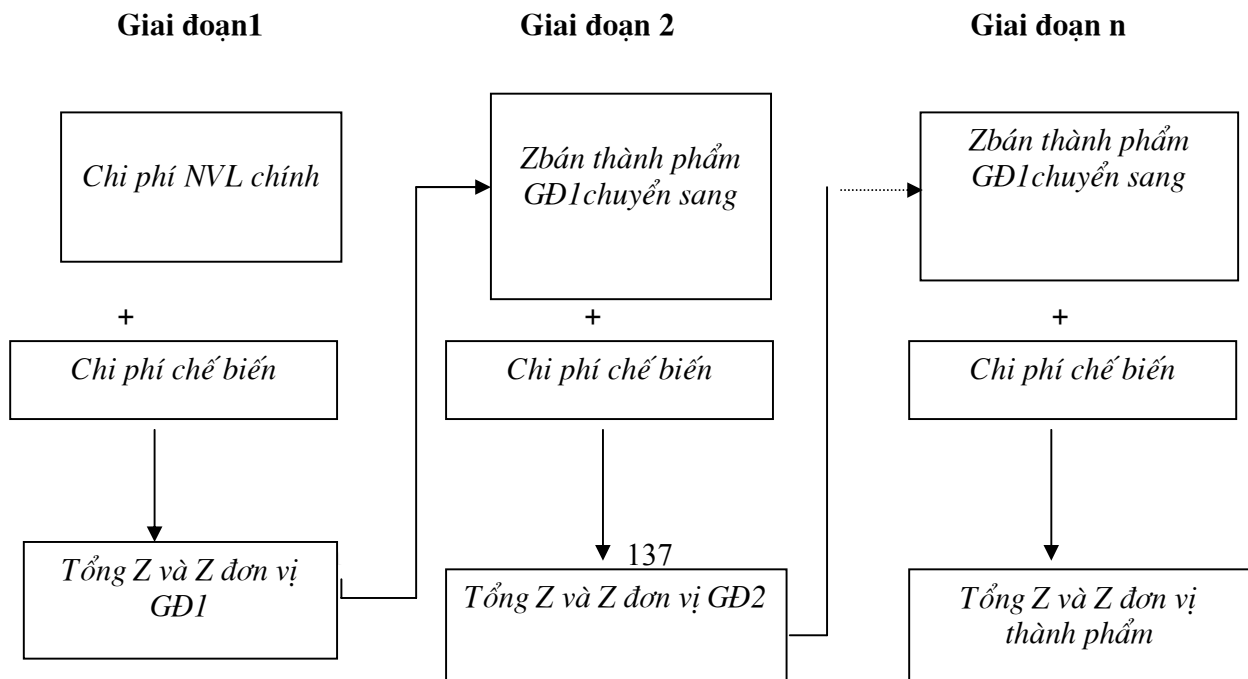 Giai đoạn1
Giai đoạn 2
Giai đoạn n
Chi phí NVL chính
Zbán thành phẩm
GĐ1chuyển sang
Zbán thành phẩm
GĐ1chuyển sang
+
+
+
Chi phí chế biến
Chi phí chế biến
Chi phí chế biến
137
Tổng Z và Z đơn vị
GĐ1
Tổng Z và Z đơn vị GĐ2
Tổng Z và Z đơn vị
thành phẩm